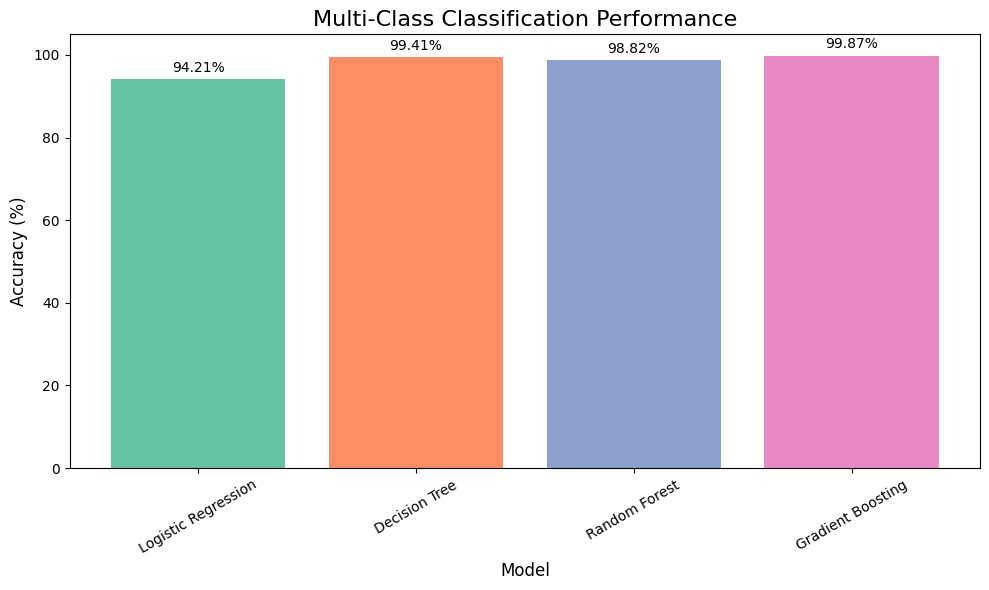 Multi-Class Classification Performance
94.21%
99.41%
98.82%
99.87%
Accuracy (%)
100
80
60
40
20
0
Logistic Regression
Decision Tree
Random Forest
Gradient Boosting
Model